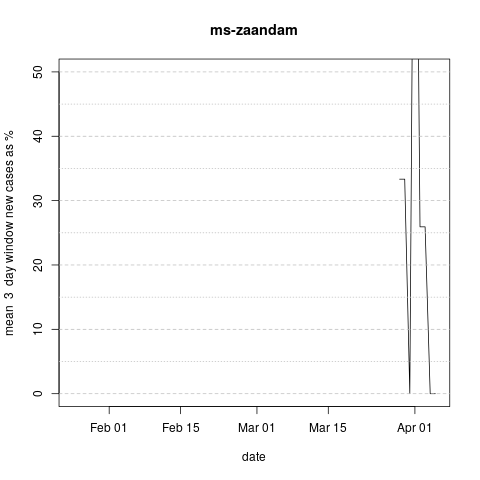 ms-zaandam
mean  3  day window new cases as %
50
40
30
20
10
0
Feb 01
Feb 15
Mar 01
Mar 15
Apr 01
date